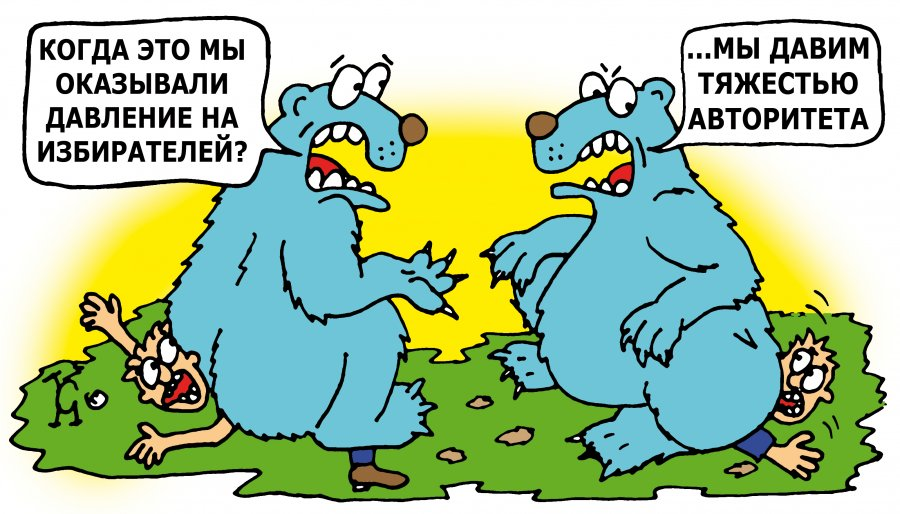 КОГДА ЭТО МЫ
ОКАЗЫВАЛИ
ДАВЛЕНИЕ НА
ИЗБИРАТЕЛЕЙ?
...МЫ ДАВИМ
ТЯЖЕСТЬЮ
АВТОРИТЕТА